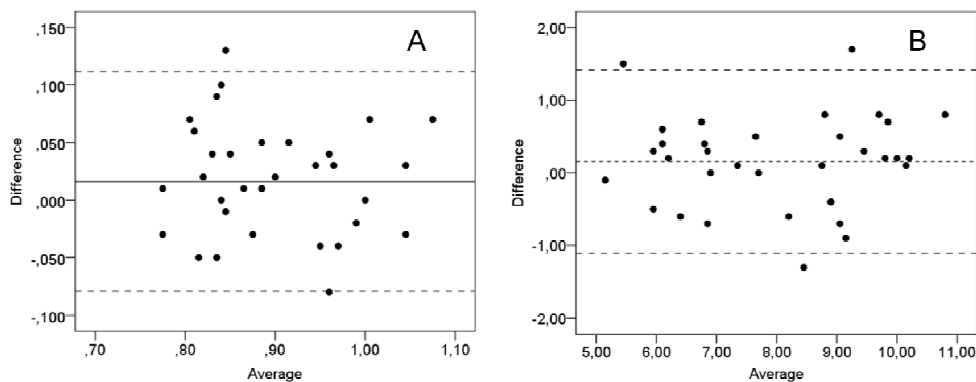 A
Difference
,150
,100
,050
,000
-,050
-,100
,70 ,80 ,90 1,00 1,10
Average
B
Difference
2,00
1,00
,00
-1,00
-2,00
5,00 6,00 7,00 8,00 9,00 10,00 11,00
Average